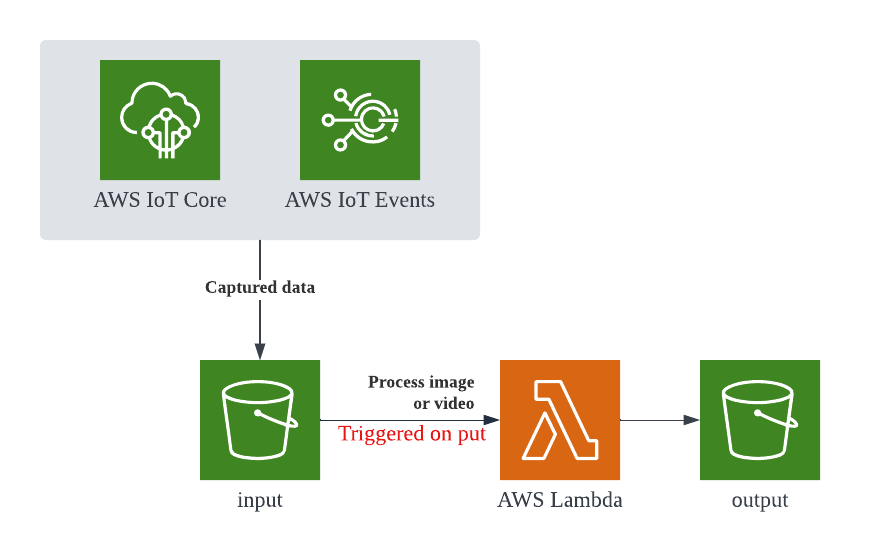 AWS IoT Core
AWS IoT Events
Captured data
Process image
or video
Triggered on put
input
AWS Lambda
output